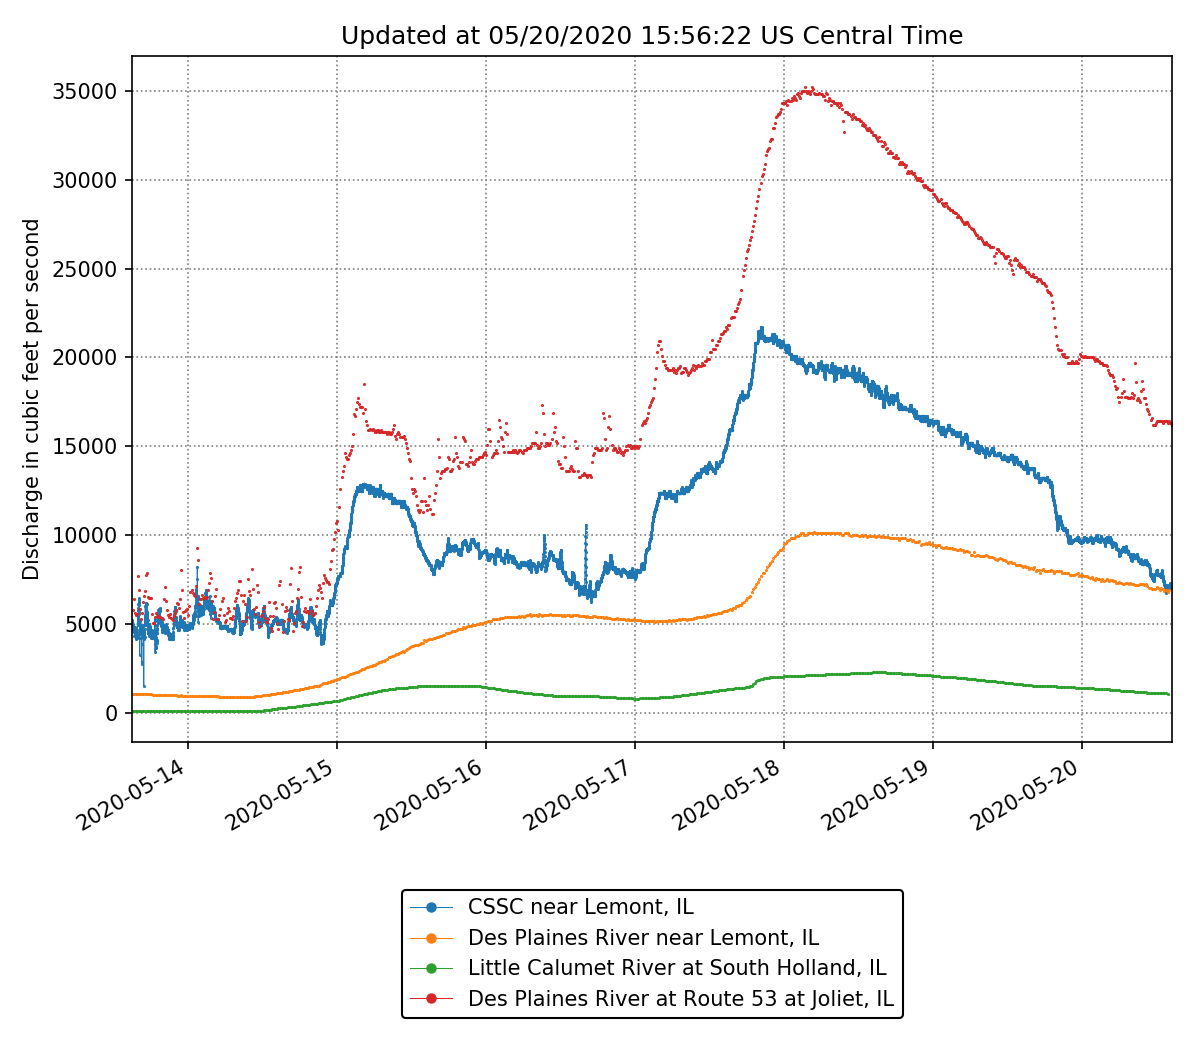 Updated at 05/20/2020 15:56:22 US Central Time
Discharge in cubic feet per second
35000
30000
25000
20000
15000
10000
5000
0
2020-05-14
2020-05-15
2020-05-16
2020-05-17
2020-05-18
2020-05-19
2020-05-20
CSSC near Lemont, IL
Des Plaines River near Lemont, IL
Little Calumet River at South Holland, IL
Des Plaines River at Route 53 at Joliet, IL